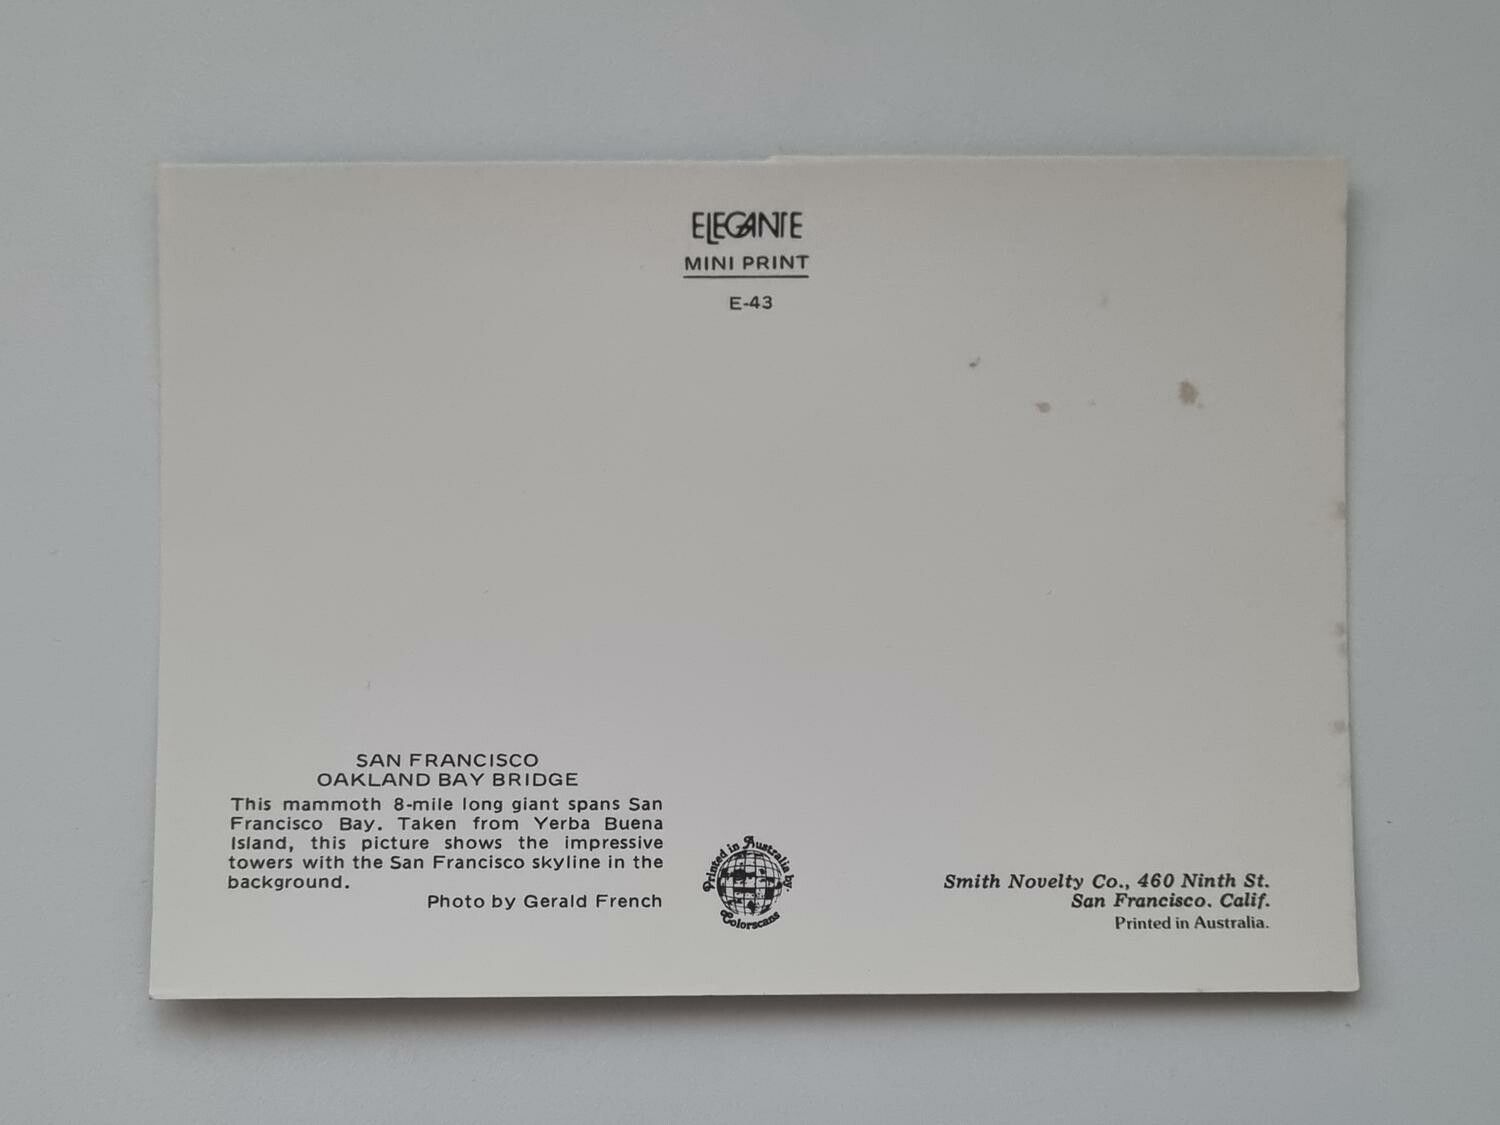 ELEGANTE
MINI PRINT
E-43
SAN FRANCISCO
OAKLAND BAY BRIDGE
This mammoth 8-mile long giant spans San
Francisco Bay. Taken from Yerba Buena
Island, this picture shows the impressive
towers with the San Francisco skyline in the
background.
Photo by Gerald French
Printed in Australia by.
Colorscans
Smith Novelty Co., 460 Ninth St.
San Francisco. Calif.
Printed in Australia.